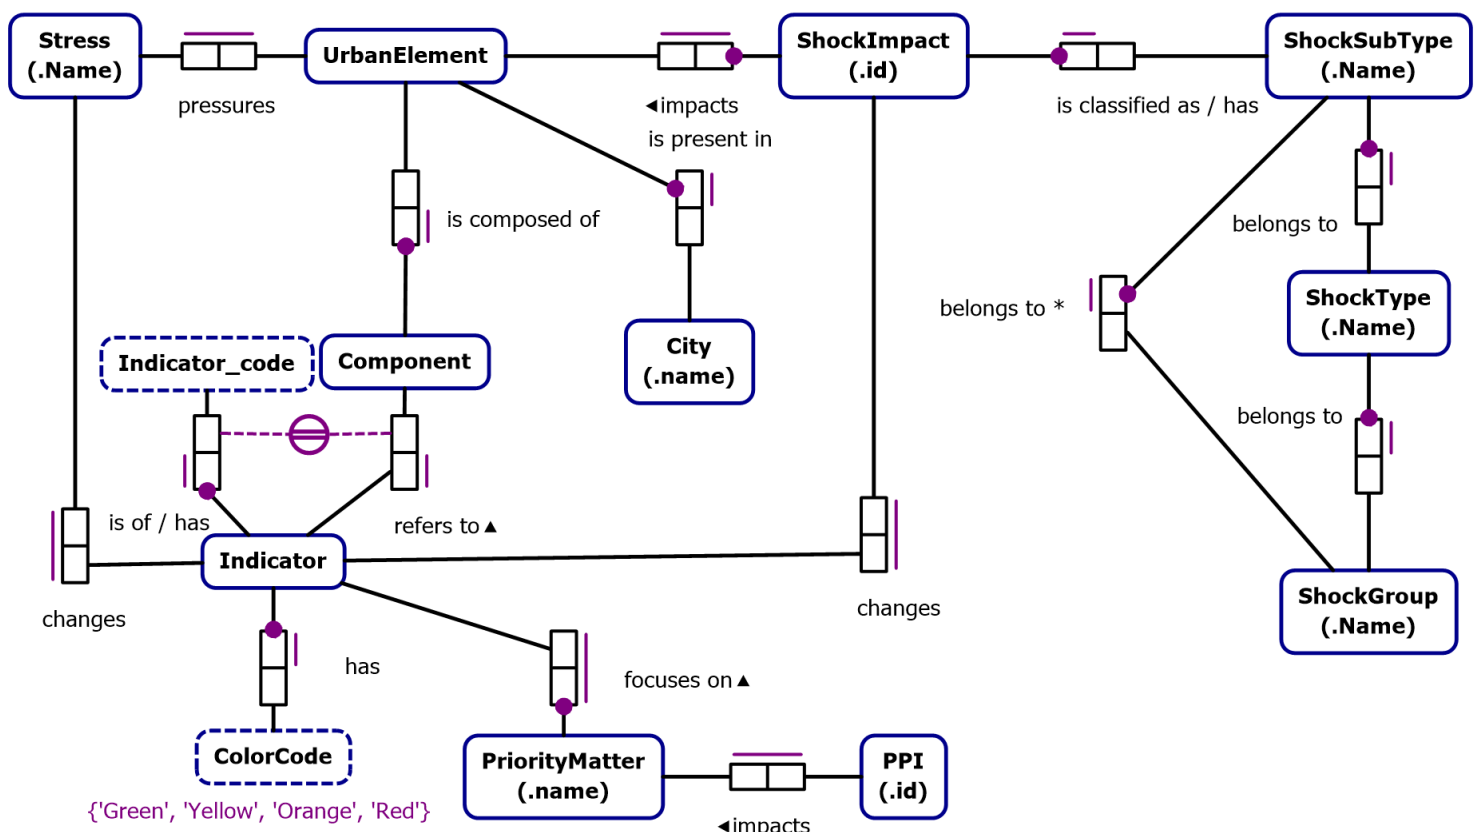 Stress
(.Name)
UrbanElement
ShockImpact
(.id)
ShockSubType
(.Name)
pressures
◄impacts
is classified as / has
is present in
is composed of
belongs to
ShockType
(.Name)
belongs to *
City
(.name)
Indicator_code
Component
belongs to
is of / has
refers to▲
Indicator
ShockGroup
(.Name)
changes
changes
has
focuses on▲
ColorCode
PriorityMatter
(.name)
PPI
(.id)
{'Green', 'Yellow', 'Orange', 'Red'}
◄impacts